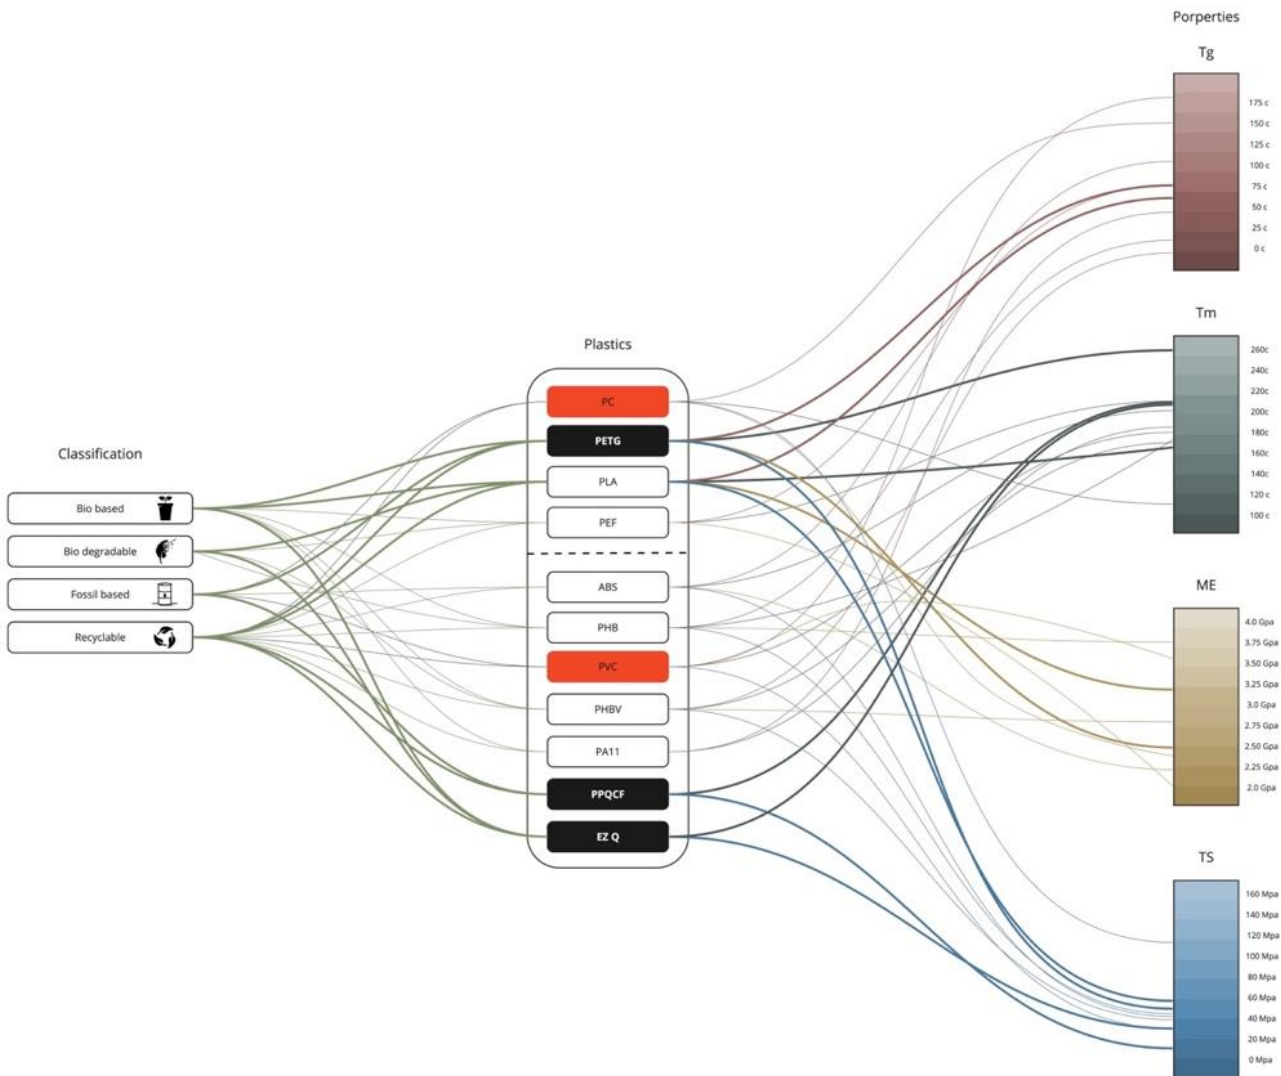 Porperties
Tg
175 c
150 c
125 c
100 c
75 c
50 c
25 c
0 c
Tm
260c
240c
220c
200c
180c
160c
140c
120 c
100 c
ME
4.0 Gpa
3.75 Gpa
3.50 Gpa
3.25 Gpa
3.0 Gpa
2.75 Gpa
2.50 Gpa
2.25 Gpa
2.0 Gpa
TS
160 Mpa
140 Mpa
120 Mpa
100 Mpa
80 Mpa
60 Mpa
40 Mpa
20 Mpa
0 Mpa
Plastics
PC
PETG
PLA
PEF
ABS
PHB
PVC
PHBV
PA11
PPQCF
EZ Q
Classification
Bio based
Bio degradable
Fossil based
Recyclable